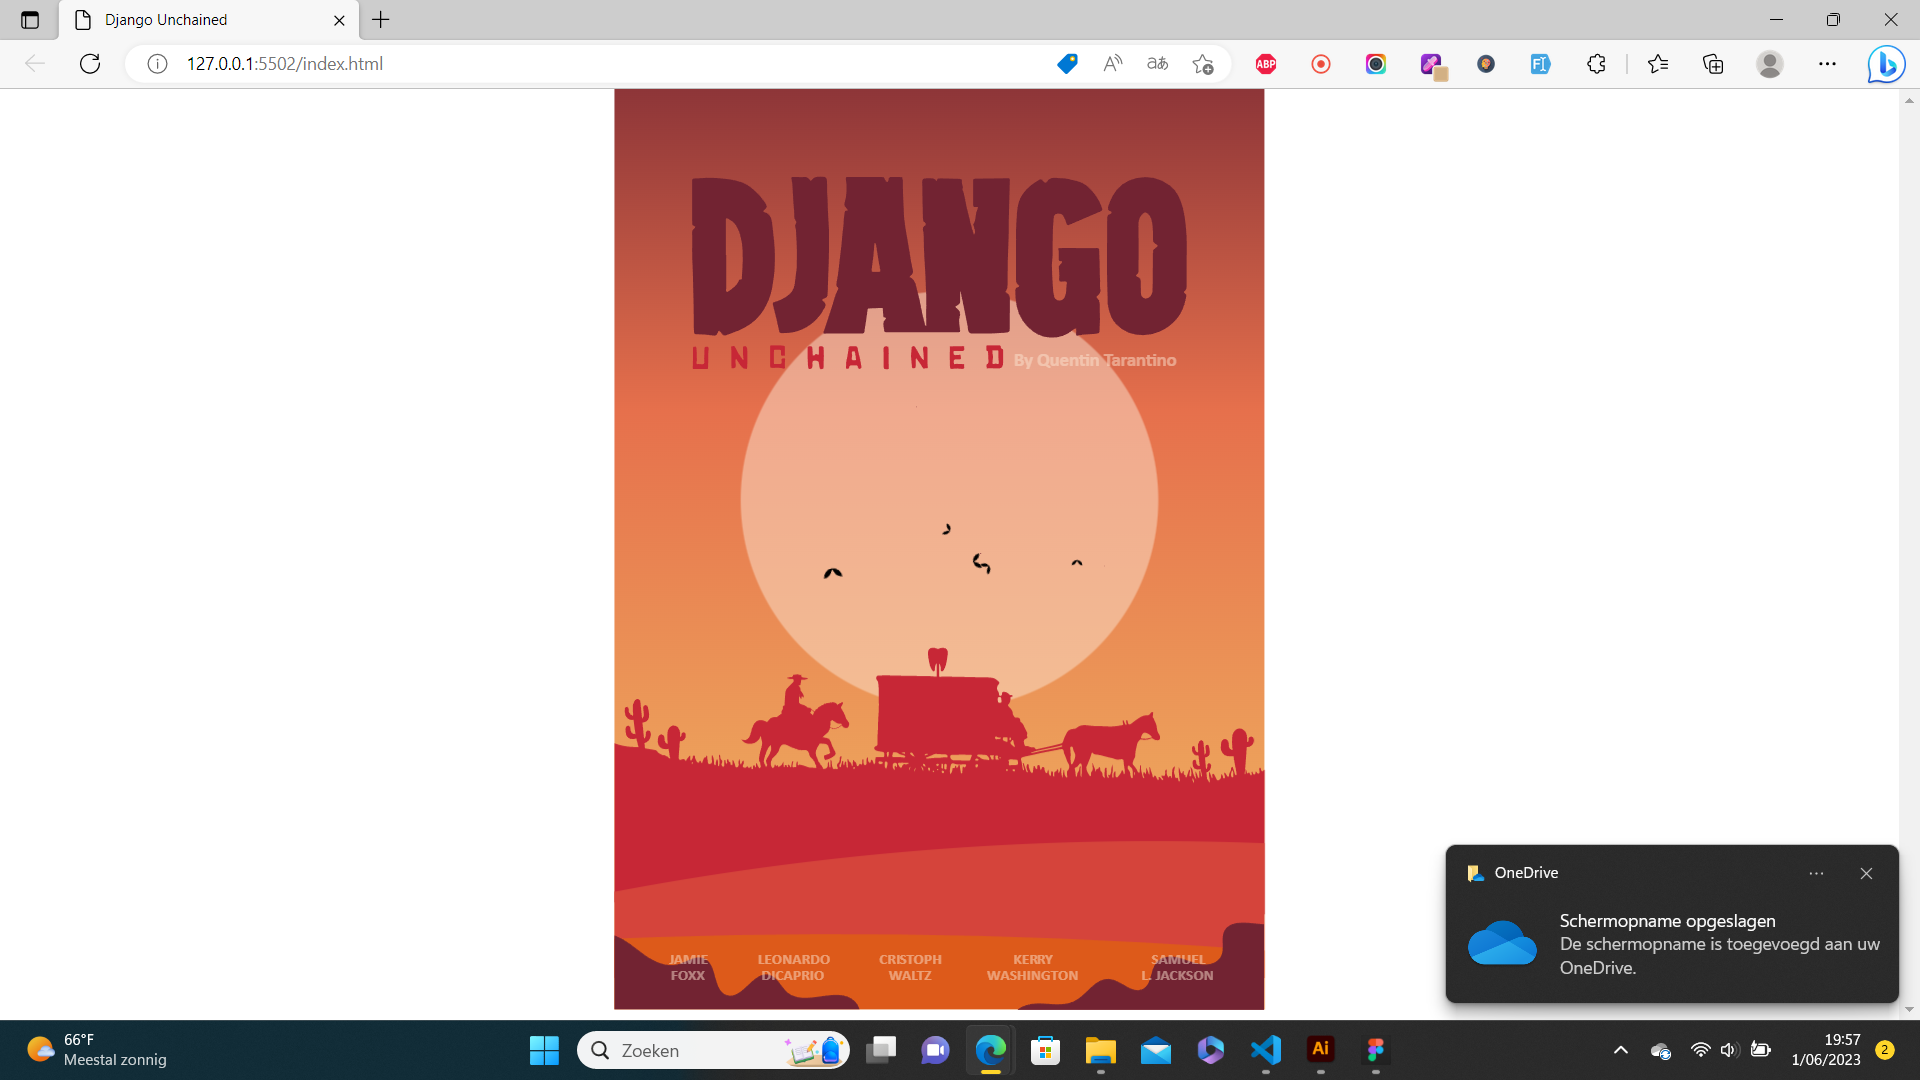 Django Unchained
127.0.0.1:5502/index.html
ABP
DJANGO
UNCHAINED By Quentin Tarantino
JAMIE
FOXX
LEONARDO
DICAPRIO
CRISTOPH
WALTZ
KERRY
WASHINGTON
SAMUEL
L. JACKSON
OneDrive
Schermopname opgeslagen
De schermopname is toegevoegd aan uw
OneDrive.
66°F
Meestal zonnig
Zoeken
Ai
19:57
1/06/2023
2